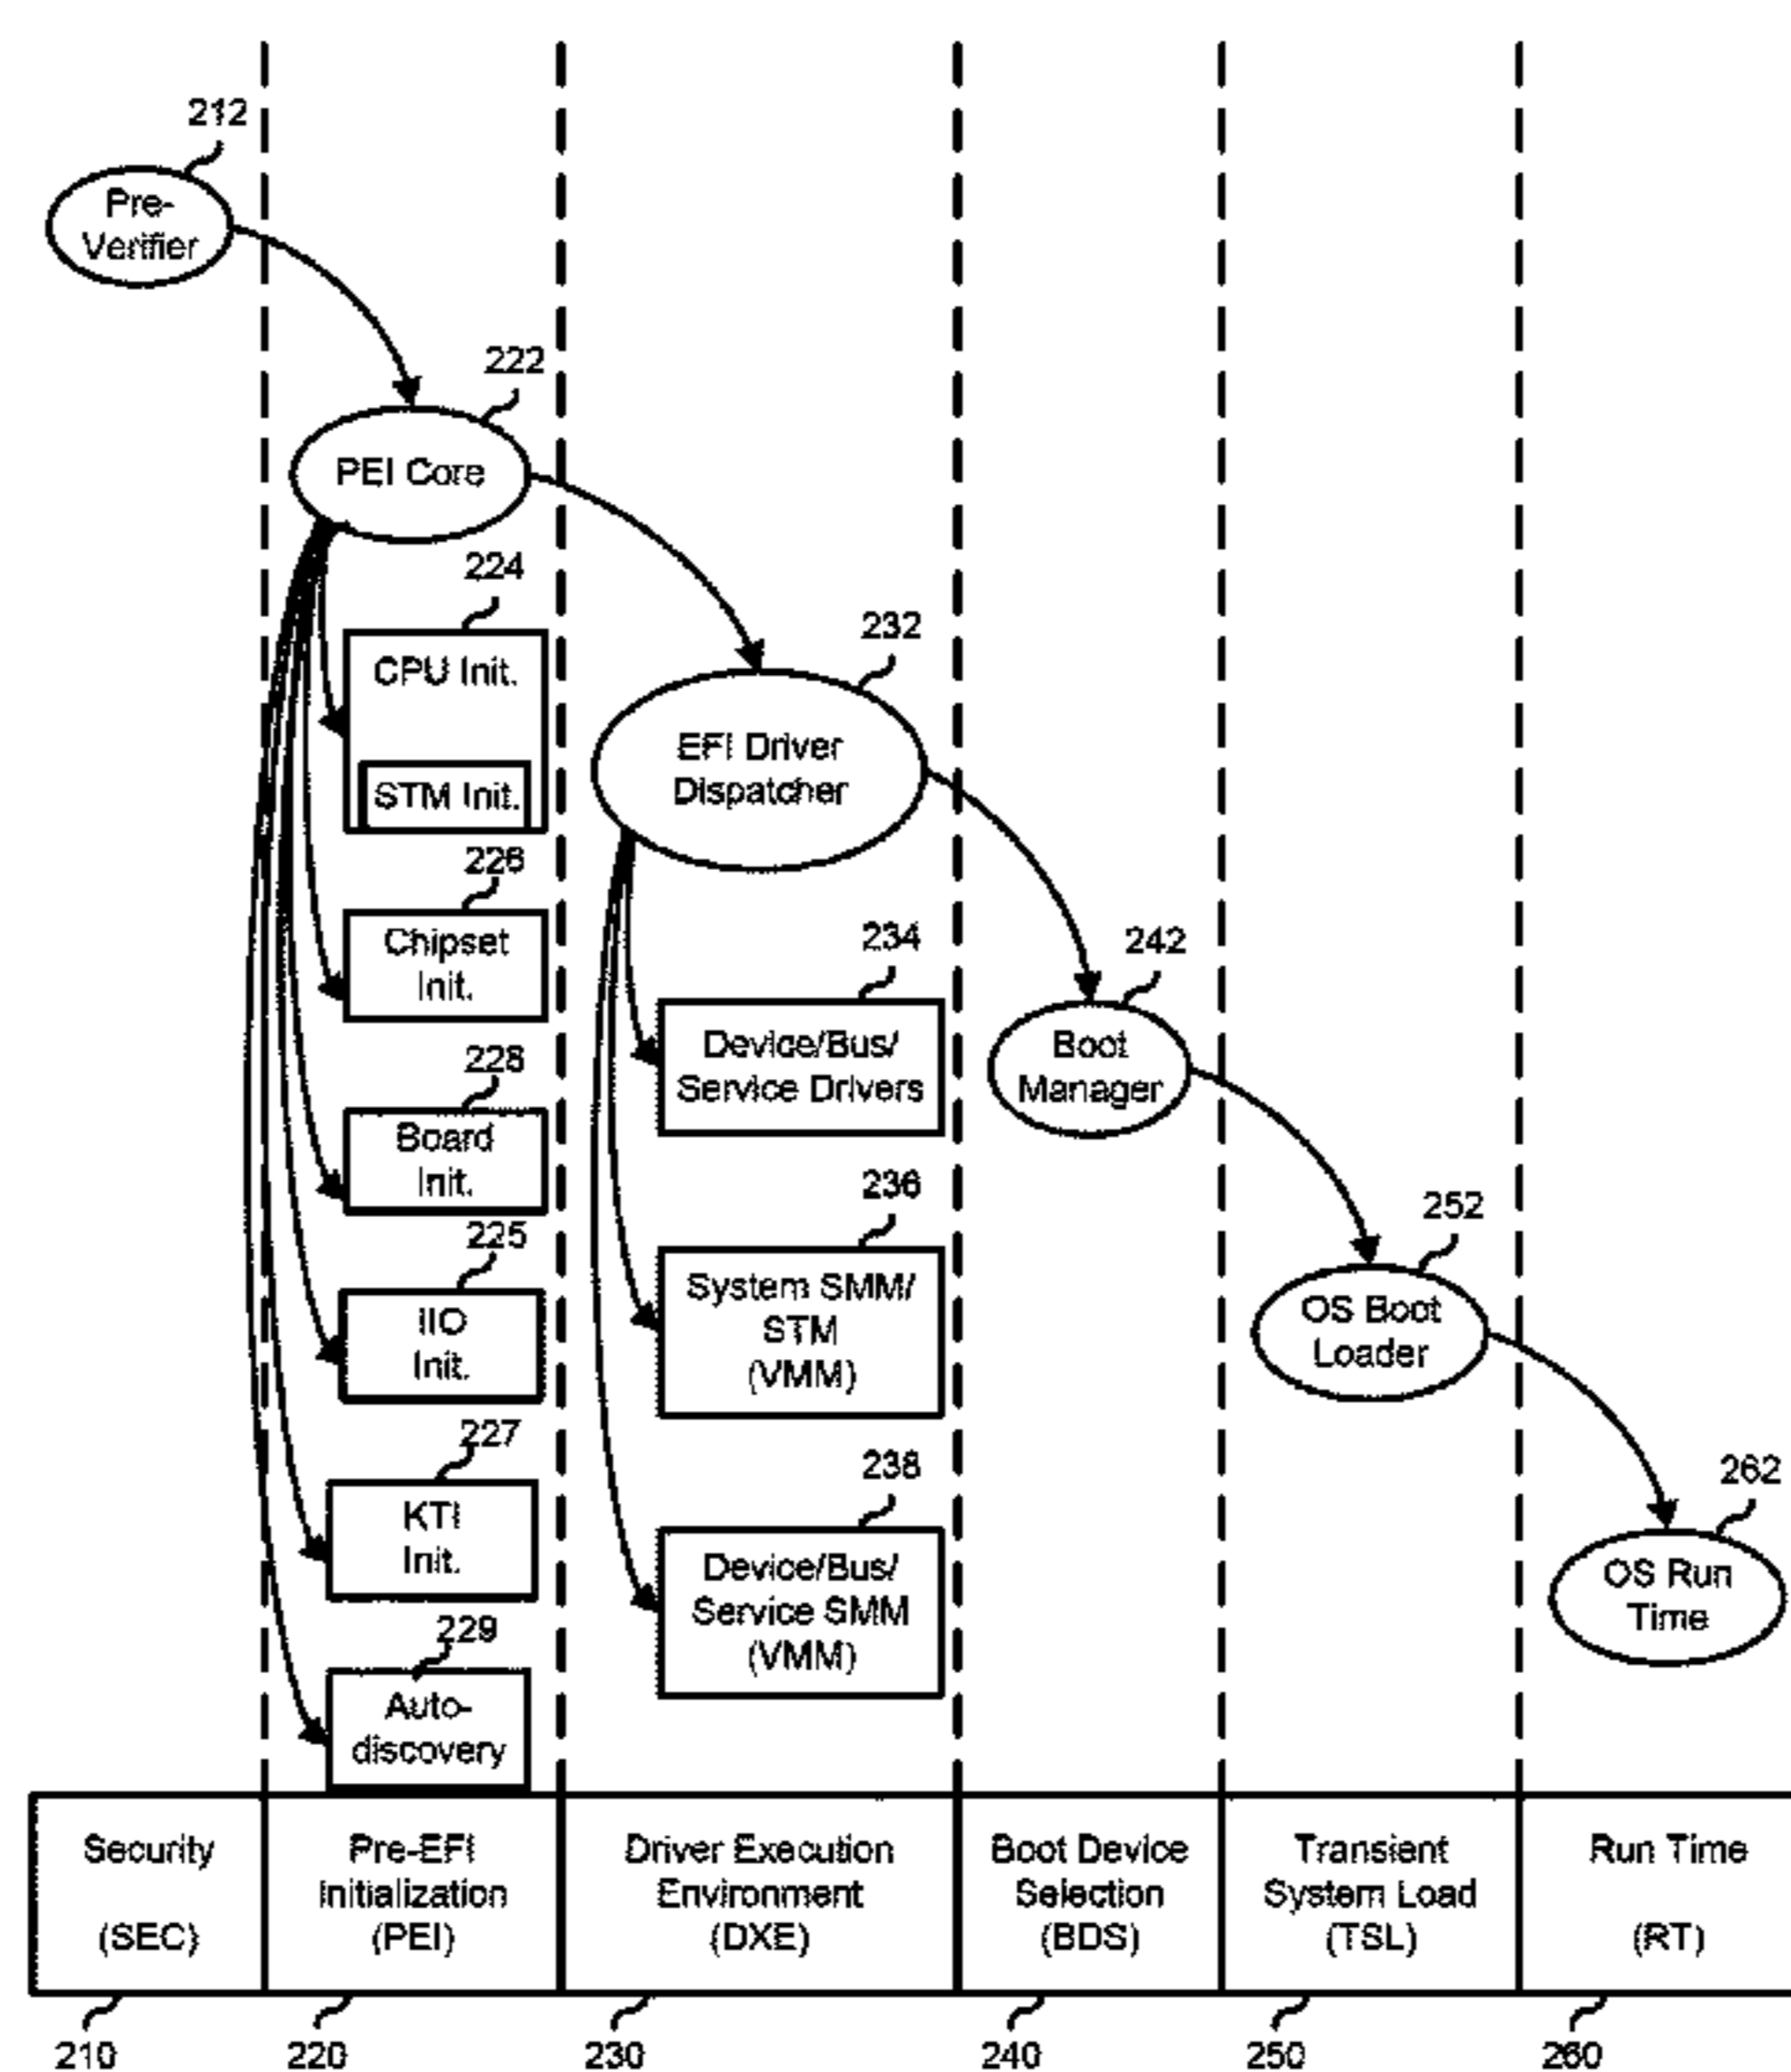 212
Pre-
Verifier
222
PEI Core
224
CPU Init.
STM Init.
226
Chipset
Init.
228
Board
Init.
225
IIO
Init.
227
KTI
Init.
229
Auto-
discovery
232
EFI Driver
Dispatcher
234
Device/Bus/
Service Drivers
236
System SMM/
STM
(VMM)
238
Device/Bus/
Service SMM
(VMM)
242
Boot
Manager
252
OS Boot
Loader
262
OS Run
Time
Security
(SEC)
Pre-EFI
Initialization
(PEI)
Driver Execution
Environment
(DXE)
Boot Device
Selection
(BDS)
Transient
System Load
(TSL)
Run Time
(RT)
210
220
230
240
250
260